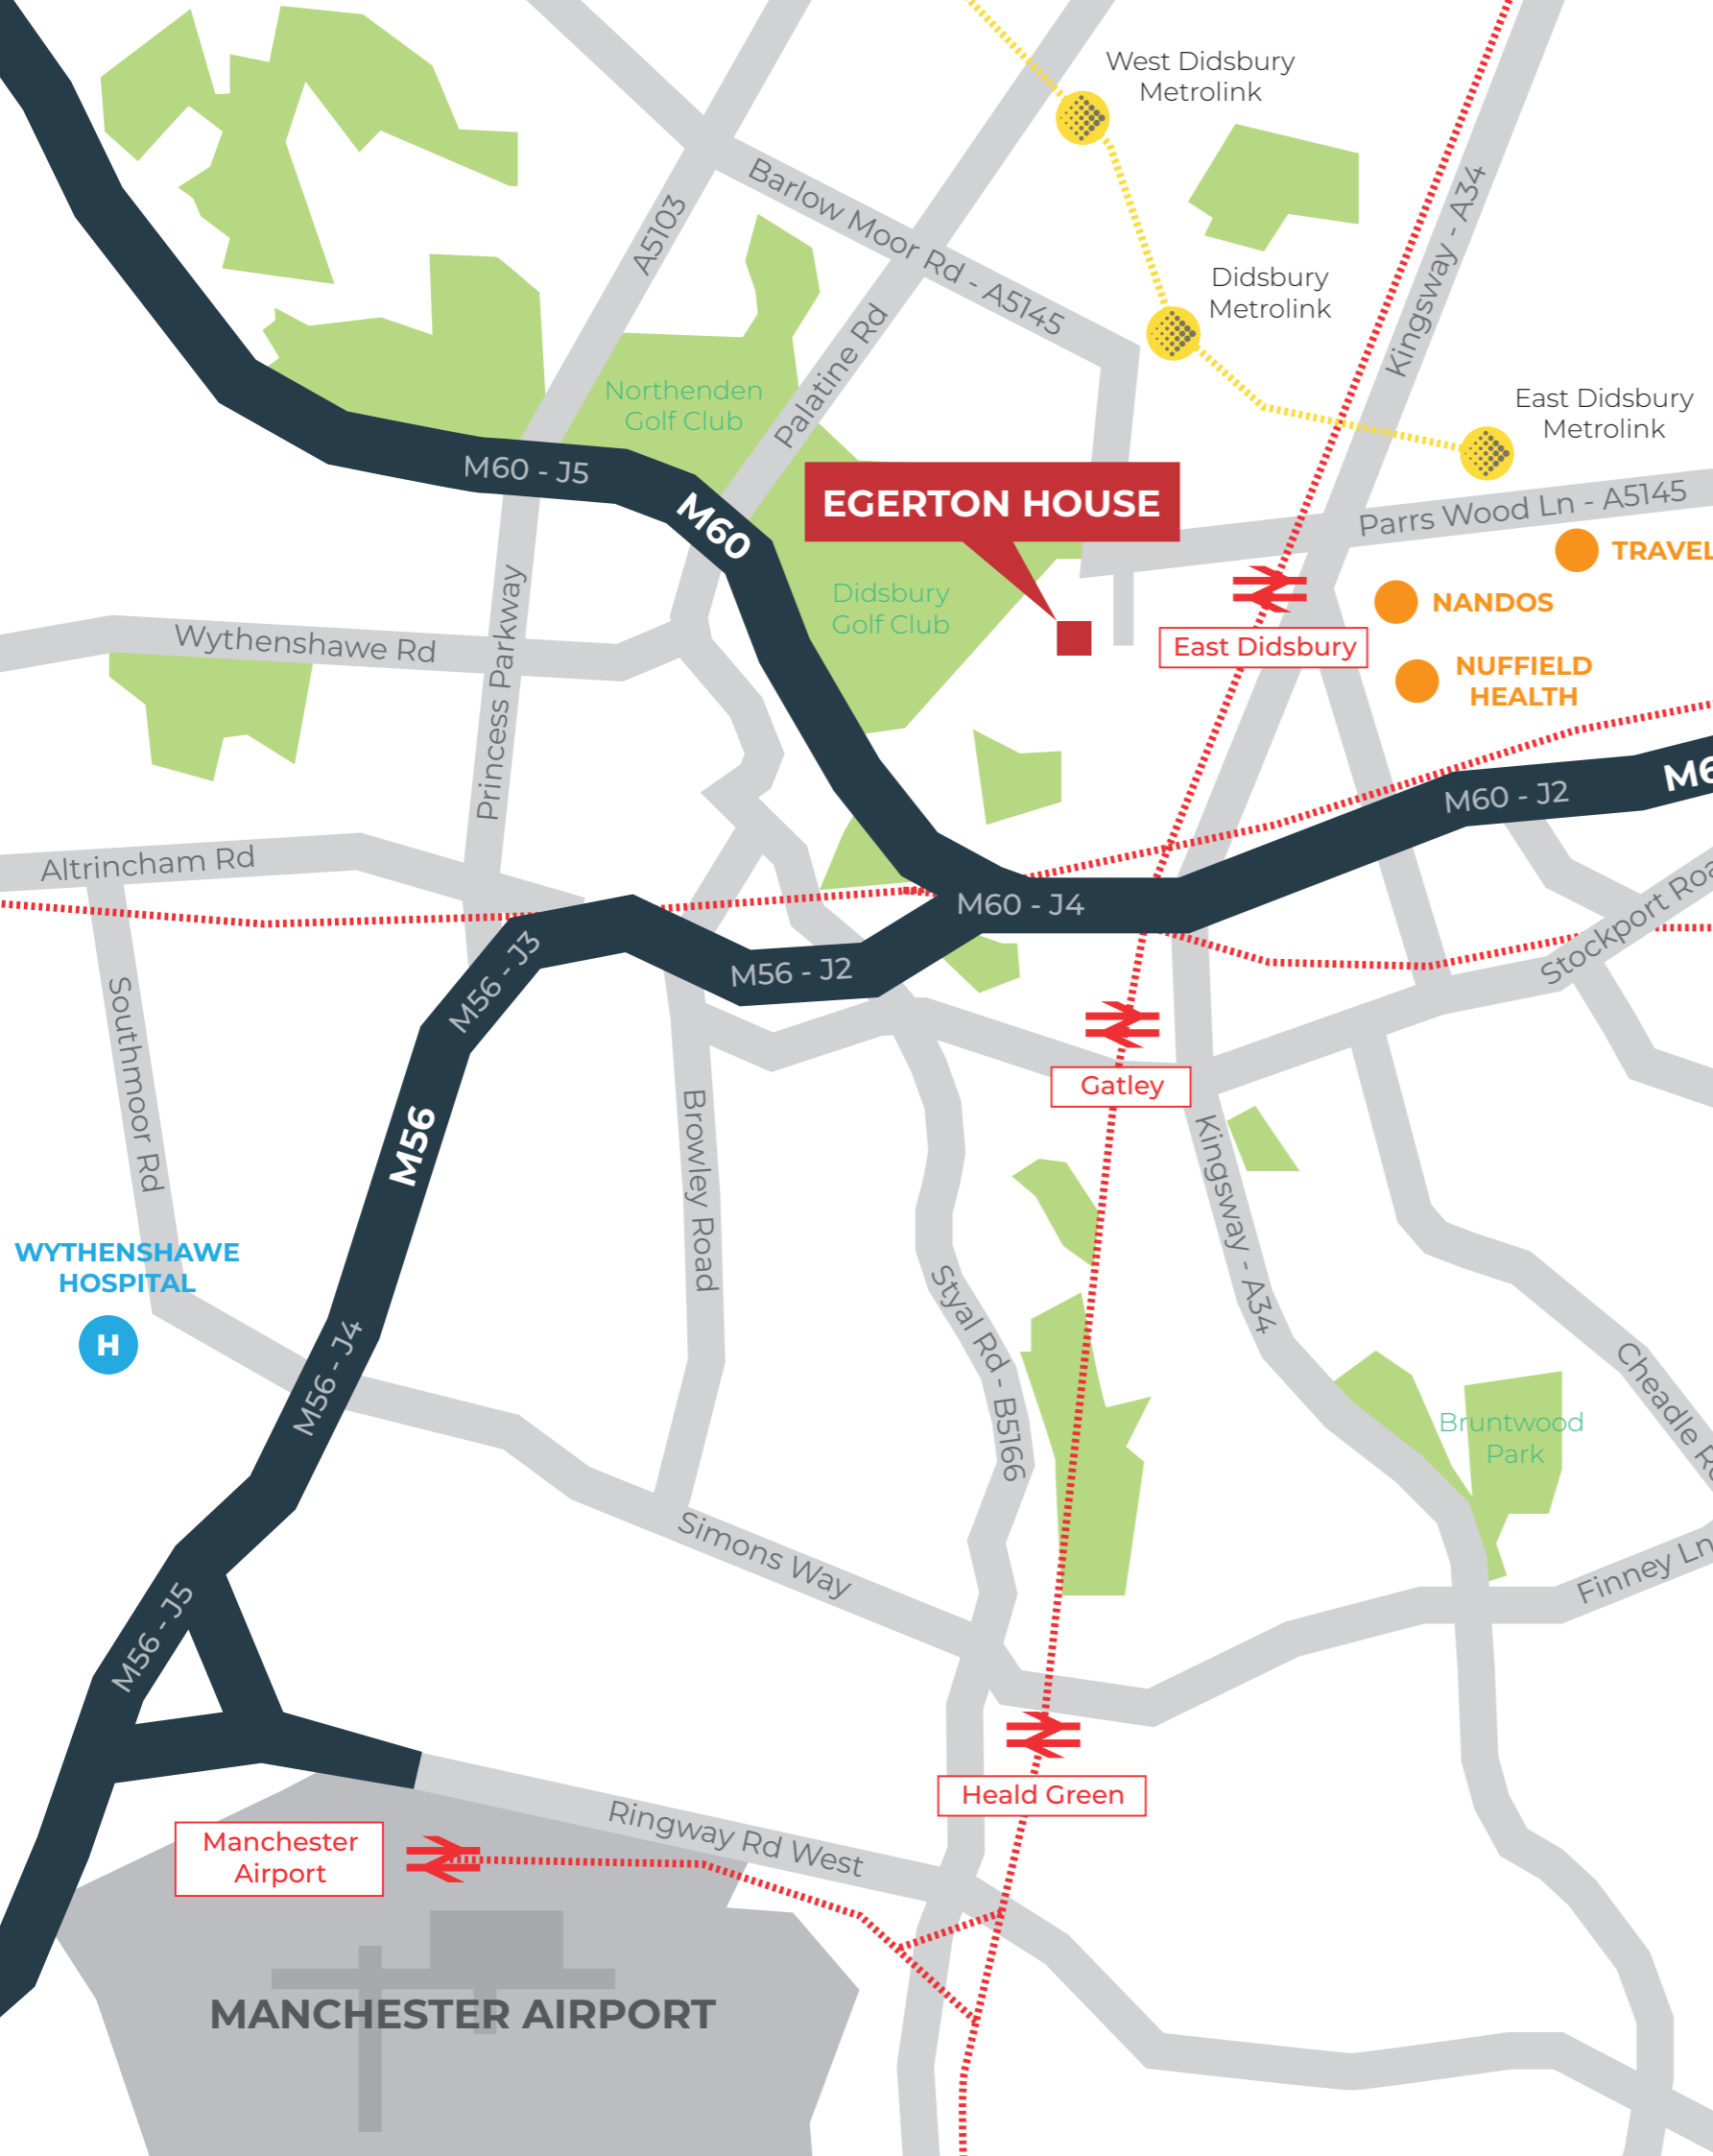 West Didsbury
Metrolink
Barlow Moor Rd - A5145
A5103
Kingsway - A34
Didsbury
Metrolink
Palatine Rd
Northenden
Golf Club
East Didsbury
Metrolink
M60 - J5
M60
EGERTON HOUSE
Parrs Wood Ln - A5145
TRAVEL
NANDOS
Didsbury
Golf Club
East Didsbury
Wythenshawe Rd
Princess Parkway
NUFFIELD
HEALTH
M6
M60 - J2
Altrincham Rd
M60 - J4
Stockport Roa
M56 - J3
M56 - J2
Southmoor Rd
Gatley
M56
Browley Road
Kingsway - A34
WYTHENSHAWE
HOSPITAL
H
Styal Rd - B5166
M56 - J4
Cheadle R
Bruntwood
Park
Simons Way
Finney Ln
M56 - J5
Heald Green
Ringway Rd West
Manchester
Airport
MANCHESTER AIRPORT